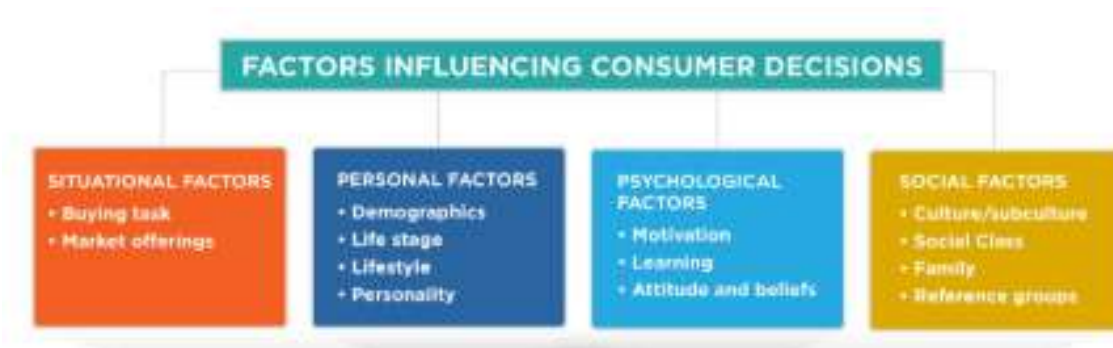 FACTORS INFLUENCING CONSUMER DECISIONS
SITUATIONAL FACTORS
• Buying task
• Market offerings
PERSONAL FACTORS
• Demographics
• Life stage
• Lifestyle
• Personality
PSYCHOLOGICAL
FACTORS
• Motivation
• Learning
• Attitude and beliefs
SOCIAL FACTORS
• Culture/subculture
• Social Class
• Family
• Reference groups